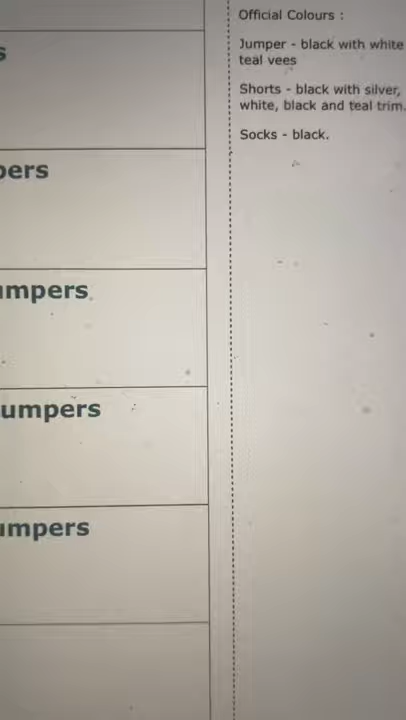 Official Colours :
Jumper - black with white
teal vees
Shorts - black with silver,
white, black and teal trim.
Socks - black.
s
pers
umpers
umpers
umpers